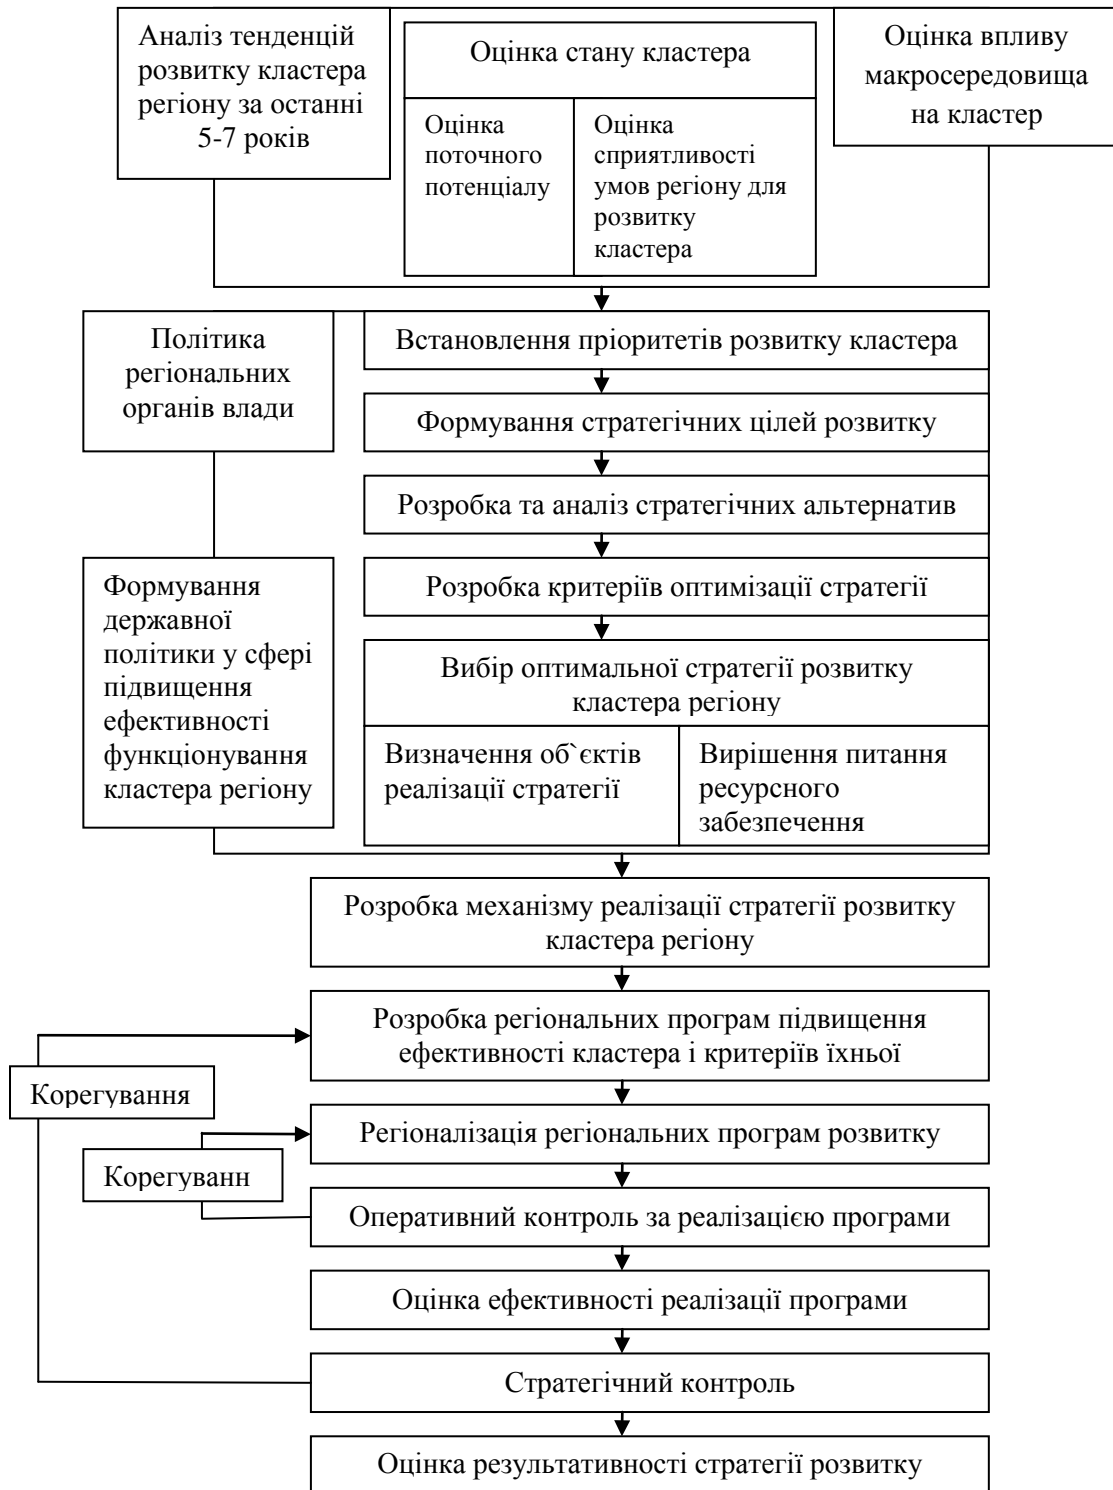 Аналіз тенденцій
розвитку кластера
регіону за останні
5-7 років
Оцінка стану кластера
Оцінка
поточного
потенціалу
Оцінка
сприятливості
умов регіону для
розвитку
кластера
Оцінка впливу
макросередовища
на кластер
Політика
регіональних
органів влади
Встановлення пріоритетів розвитку кластера
Формування стратегічних цілей розвитку
Розробка та аналіз стратегічних альтернатив
Розробка критеріїв оптимізації стратегії
Формування
державної
політики у сфері
підвищення
ефективності
функціонування
кластера регіону
Вибір оптимальної стратегії розвитку
кластера регіону
Визначення об`єктів
реалізації стратегії
Вирішення питання
ресурсного
забезпечення
Розробка механізму реалізації стратегії розвитку
кластера регіону
Розробка регіональних програм підвищення
ефективності кластера і критеріїв їхньої
Корегування
Регіоналізація регіональних програм розвитку
Корегуванн
Оперативний контроль за реалізацією програми
Оцінка ефективності реалізації програми
Стратегічний контроль
Оцінка результативності стратегії розвитку